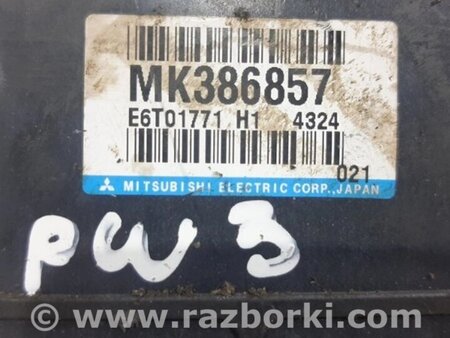 MK386857
E6T01771 H1 4324
021
MITSUBISHI ELECTRIC CORP., JAPAN
PW 3
© www.razborki.com